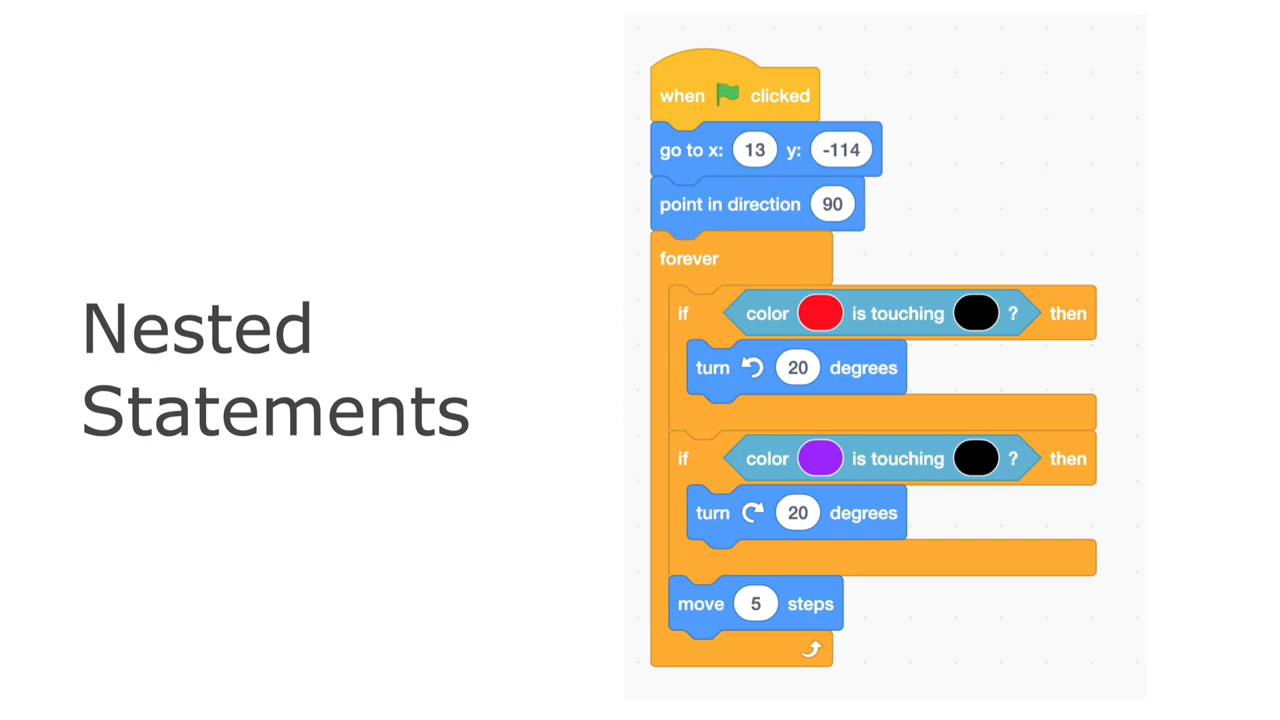 Nested
Statements
when clicked
go to x: 13 y: -114
point in direction 90
forever
if color is touching ? then
turn 20 degrees
if color is touching ? then
turn 20 degrees
move 5 steps